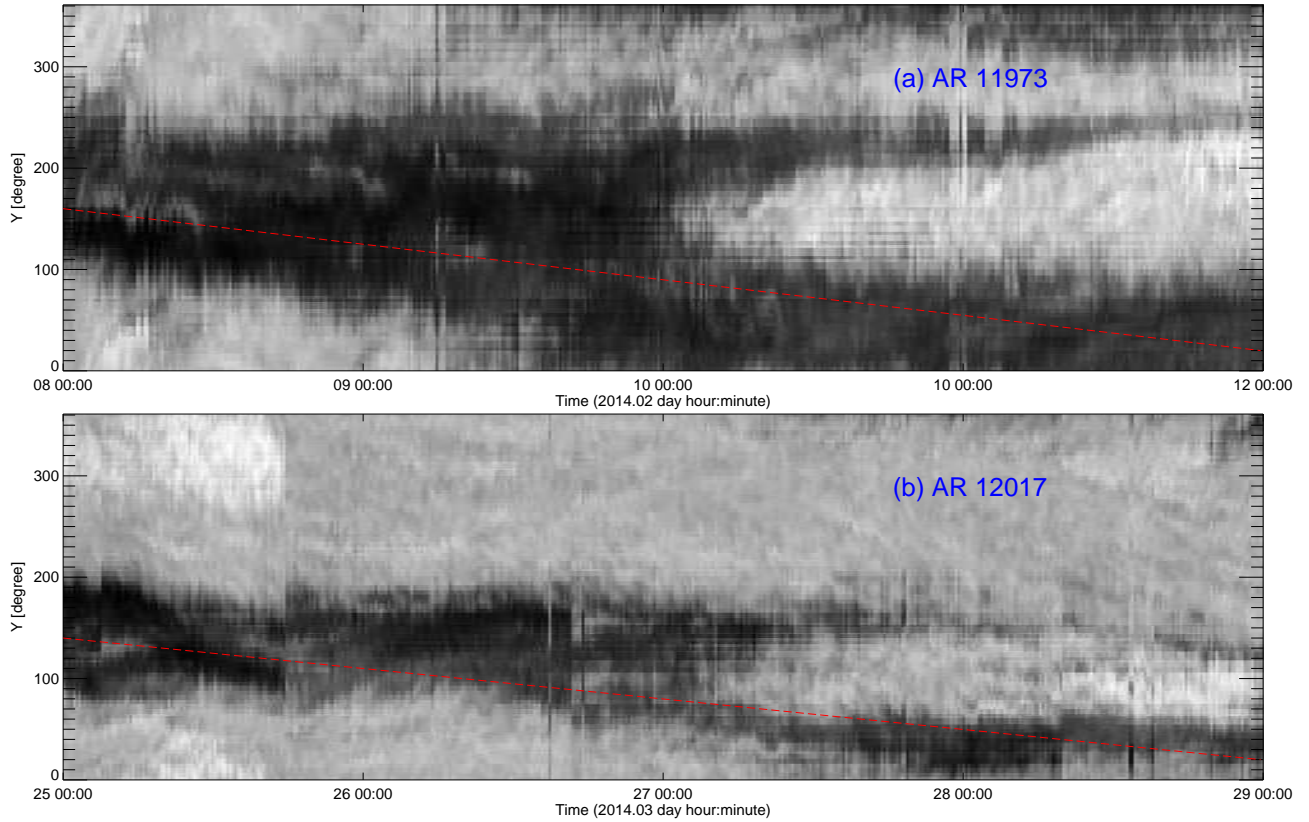 (a) AR 11973
300
200
100
0
Y [degree]
08 00:00 09 00:00 10 00:00 10 00:00 12 00:00
Time (2014.02 day hour:minute)
(b) AR 12017
300
200
100
0
Y [degree]
25 00:00 26 00:00 27 00:00 28 00:00 29 00:00
Time (2014.03 day hour:minute)